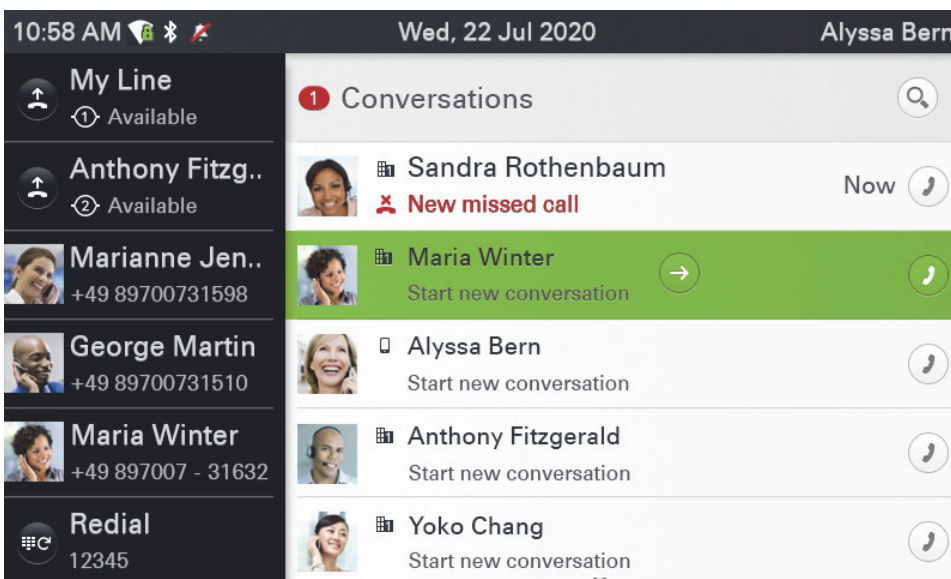 10:58 AM
Wed, 22 Jul 2020
Alyssa Bern
My Line
1 Available
Anthony Fitzg..
2 Available
Marianne Jen..
+49 89700731598
George Martin
+49 89700731510
Maria Winter
+49 897007 - 31632
Redial
12345
1 Conversations
Sandra Rothenbaum
New missed call
Now
Maria Winter
Start new conversation
Alyssa Bern
Start new conversation
Anthony Fitzgerald
Start new conversation
Yoko Chang
Start new conversation